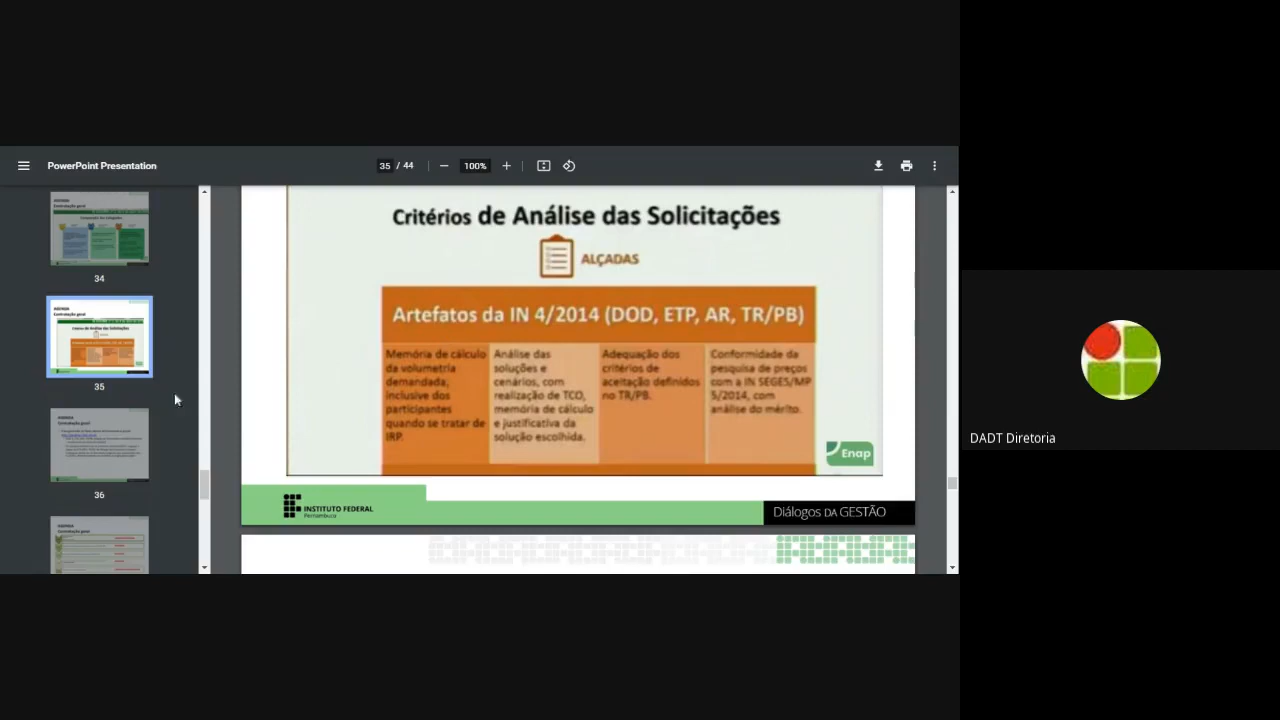 PowerPoint Presentation
35 / 44
100%
34
35
36
Critérios de Análise das Solicitações
ALÇADAS
Artefatos da IN 4/2014 (DOD, ETP, AR, TR/PB)
Memória de cálculo
da volumetria
demandada,
inclusive dos
participantes
quando se tratar de
IRP.
Análise das
soluções e
cenários, com
realização de TCO,
memória de cálculo
e justificativa da
solução escolhida.
Adequação dos
critérios de
aceitação definidos
no TR/PB.
Conformidade da
pesquisa de preços
com a IN SEGES/MP
5/2014, com
análise do mérito.
Enap
INSTITUTO FEDERAL
Pernambuco
Diálogos DA GESTÃO
DADT Diretoria